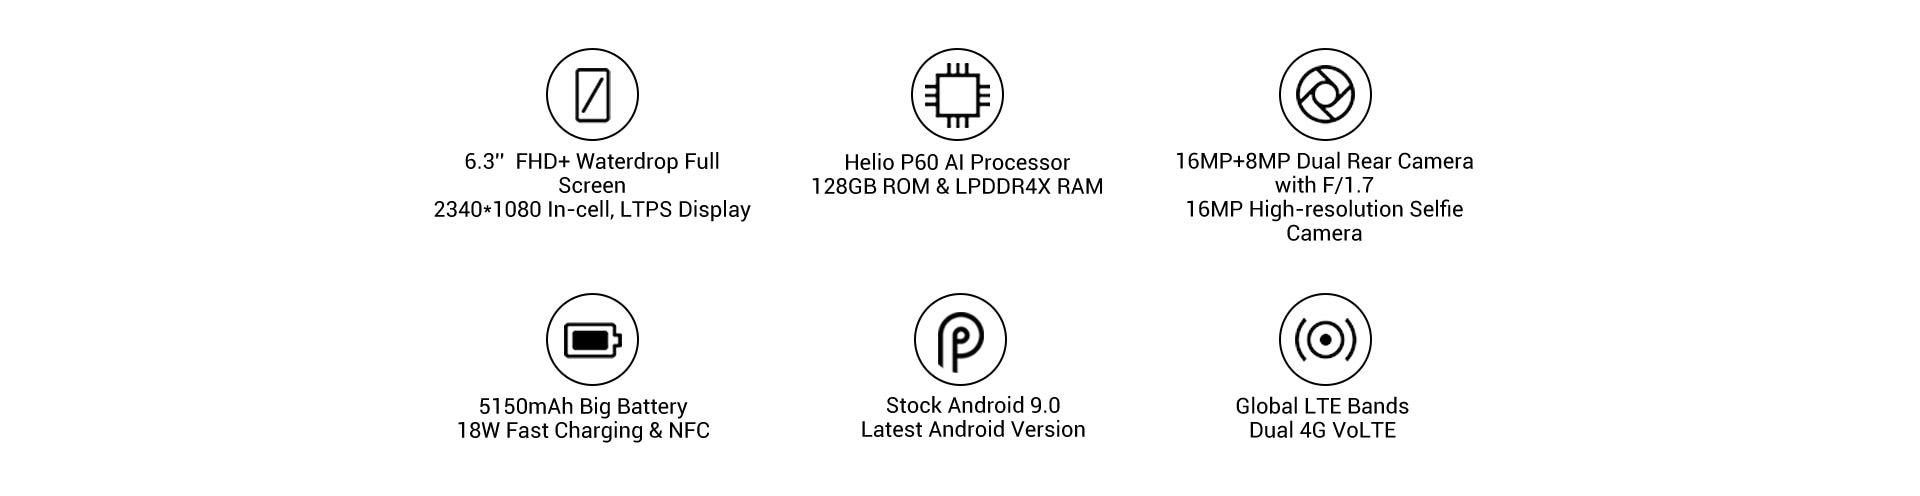 6.3''  FHD+ Waterdrop Full
Screen
2340*1080 In-cell, LTPS Display
Helio P60 AI Processor
128GB ROM & LPDDR4X RAM
16MP+8MP Dual Rear Camera
with F/1.7
16MP High-resolution Selfie
Camera
5150mAh Big Battery
18W Fast Charging & NFC
Stock Android 9.0
Latest Android Version
Global LTE Bands
Dual 4G VoLTE